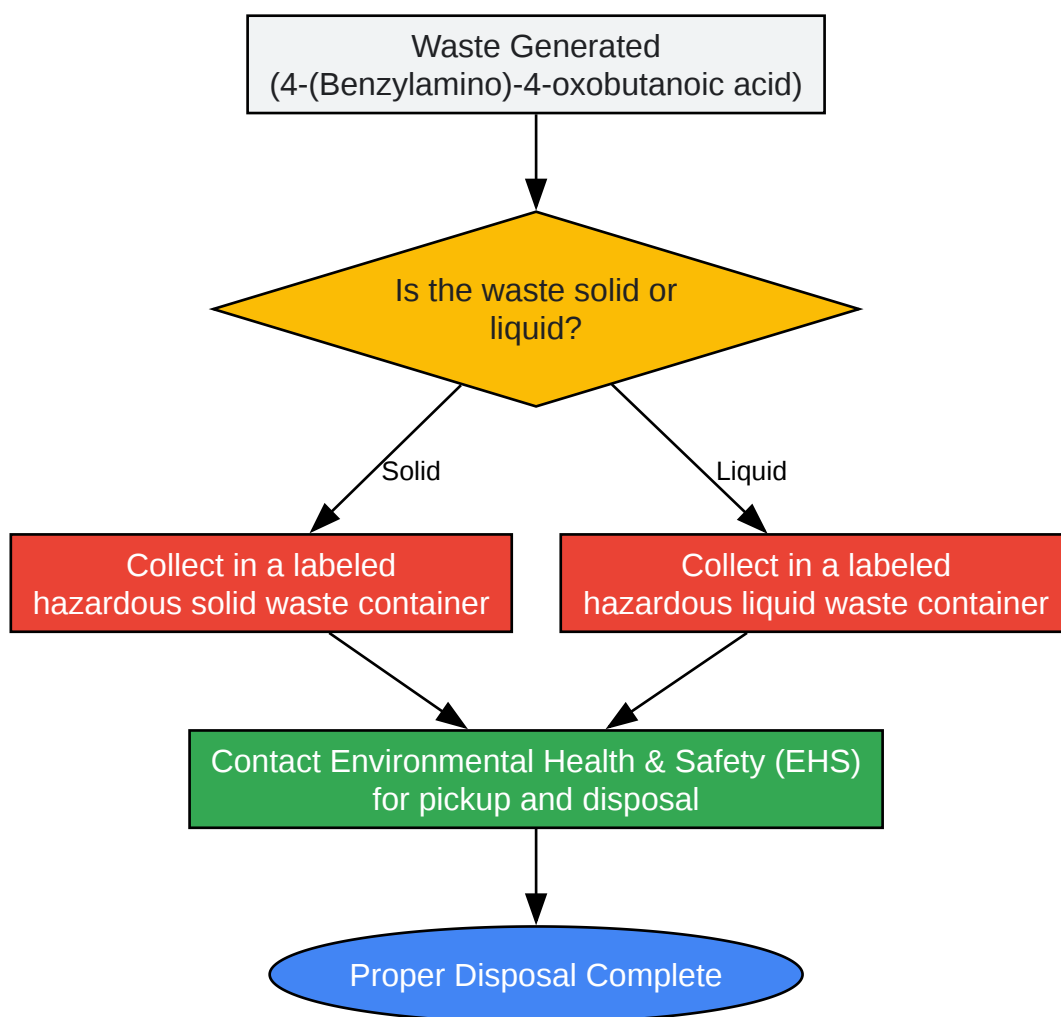 Waste Generated
(4-(Benzylamino)-4-oxobutanoic acid)
Is the waste solid or
liquid?
Solid
Liquid
Collect in a labeled
hazardous solid waste container
Collect in a labeled
hazardous liquid waste container
Contact Environmental Health & Safety (EHS)
for pickup and disposal
Proper Disposal Complete